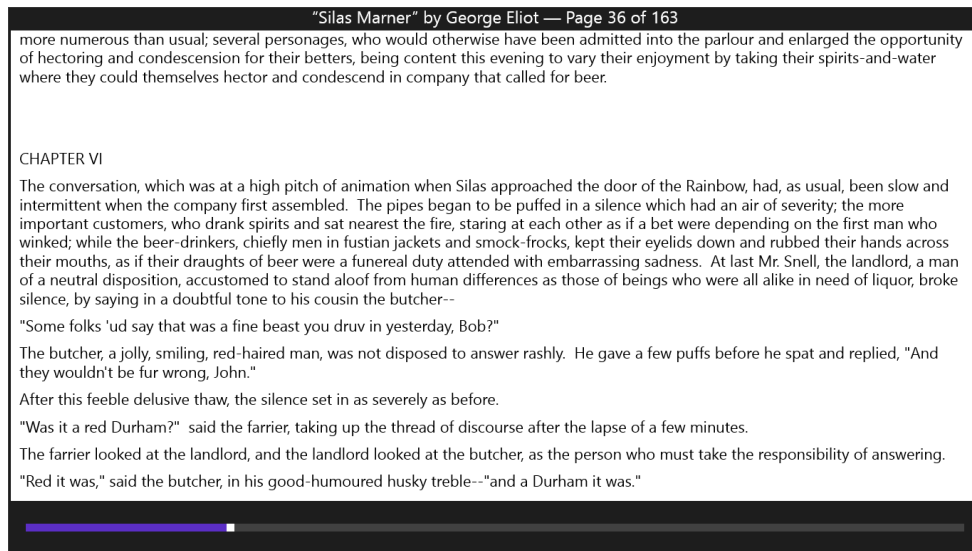 “Silas Marner” by George Eliot — Page 36 of 163
more numerous than usual; several personages, who would otherwise have been admitted into the parlour and enlarged the opportunity
of hectoring and condescension for their betters, being content this evening to vary their enjoyment by taking their spirits-and-water
where they could themselves hector and condescend in company that called for beer.
CHAPTER VI
The conversation, which was at a high pitch of animation when Silas approached the door of the Rainbow, had, as usual, been slow and
intermittent when the company first assembled.  The pipes began to be puffed in a silence which had an air of severity; the more
important customers, who drank spirits and sat nearest the fire, staring at each other as if a bet were depending on the first man who
winked; while the beer-drinkers, chiefly men in fustian jackets and smock-frocks, kept their eyelids down and rubbed their hands across
their mouths, as if their draughts of beer were a funereal duty attended with embarrassing sadness.  At last Mr. Snell, the landlord, a man
of a neutral disposition, accustomed to stand aloof from human differences as those of beings who were all alike in need of liquor, broke
silence, by saying in a doubtful tone to his cousin the butcher--
"Some folks 'ud say that was a fine beast you druv in yesterday, Bob?"
The butcher, a jolly, smiling, red-haired man, was not disposed to answer rashly.  He gave a few puffs before he spat and replied, "And
they wouldn't be fur wrong, John."
After this feeble delusive thaw, the silence set in as severely as before.
"Was it a red Durham?"  said the farrier, taking up the thread of discourse after the lapse of a few minutes.
The farrier looked at the landlord, and the landlord looked at the butcher, as the person who must take the responsibility of answering.
"Red it was," said the butcher, in his good-humoured husky treble--"and a Durham it was."